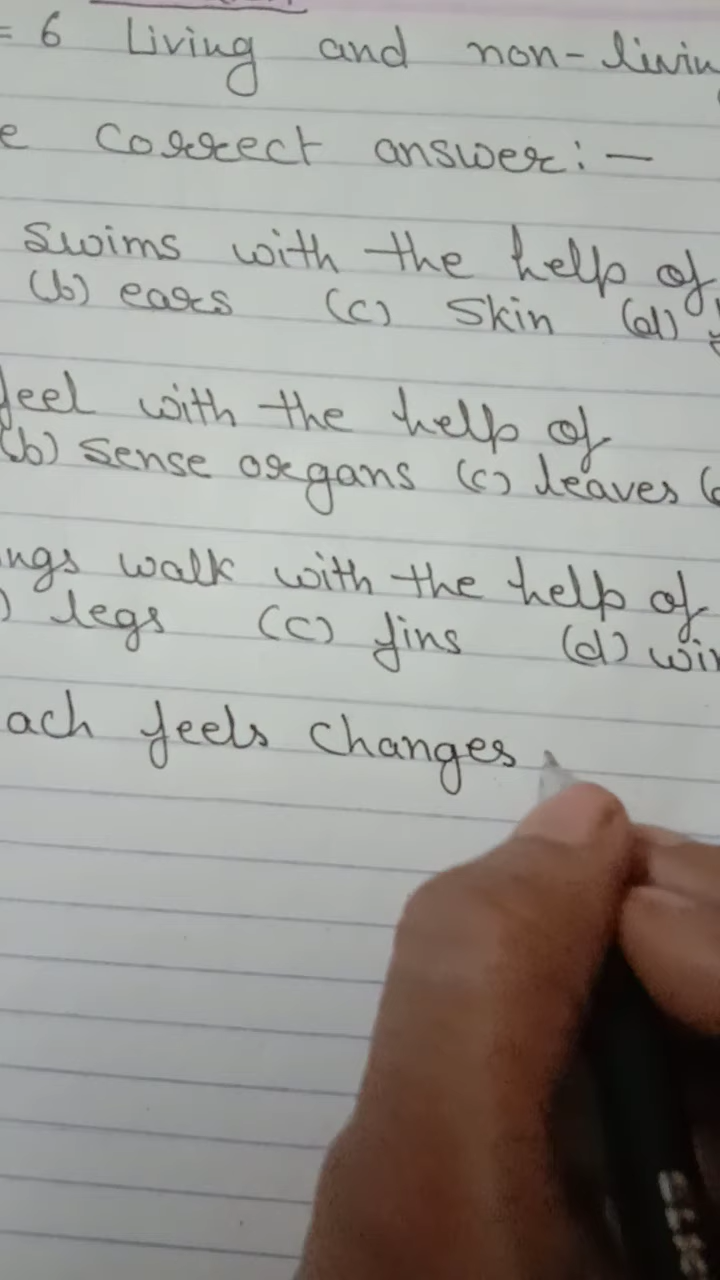 = 6 Living and non-livin
e correct answer:—
swims with the help of
(b) ears (c) Skin (d)
feel with the help of
(b) sense organs (c) leaves (
ngs walk with the help of
) legs (c) fins (d) win
ach feels changes